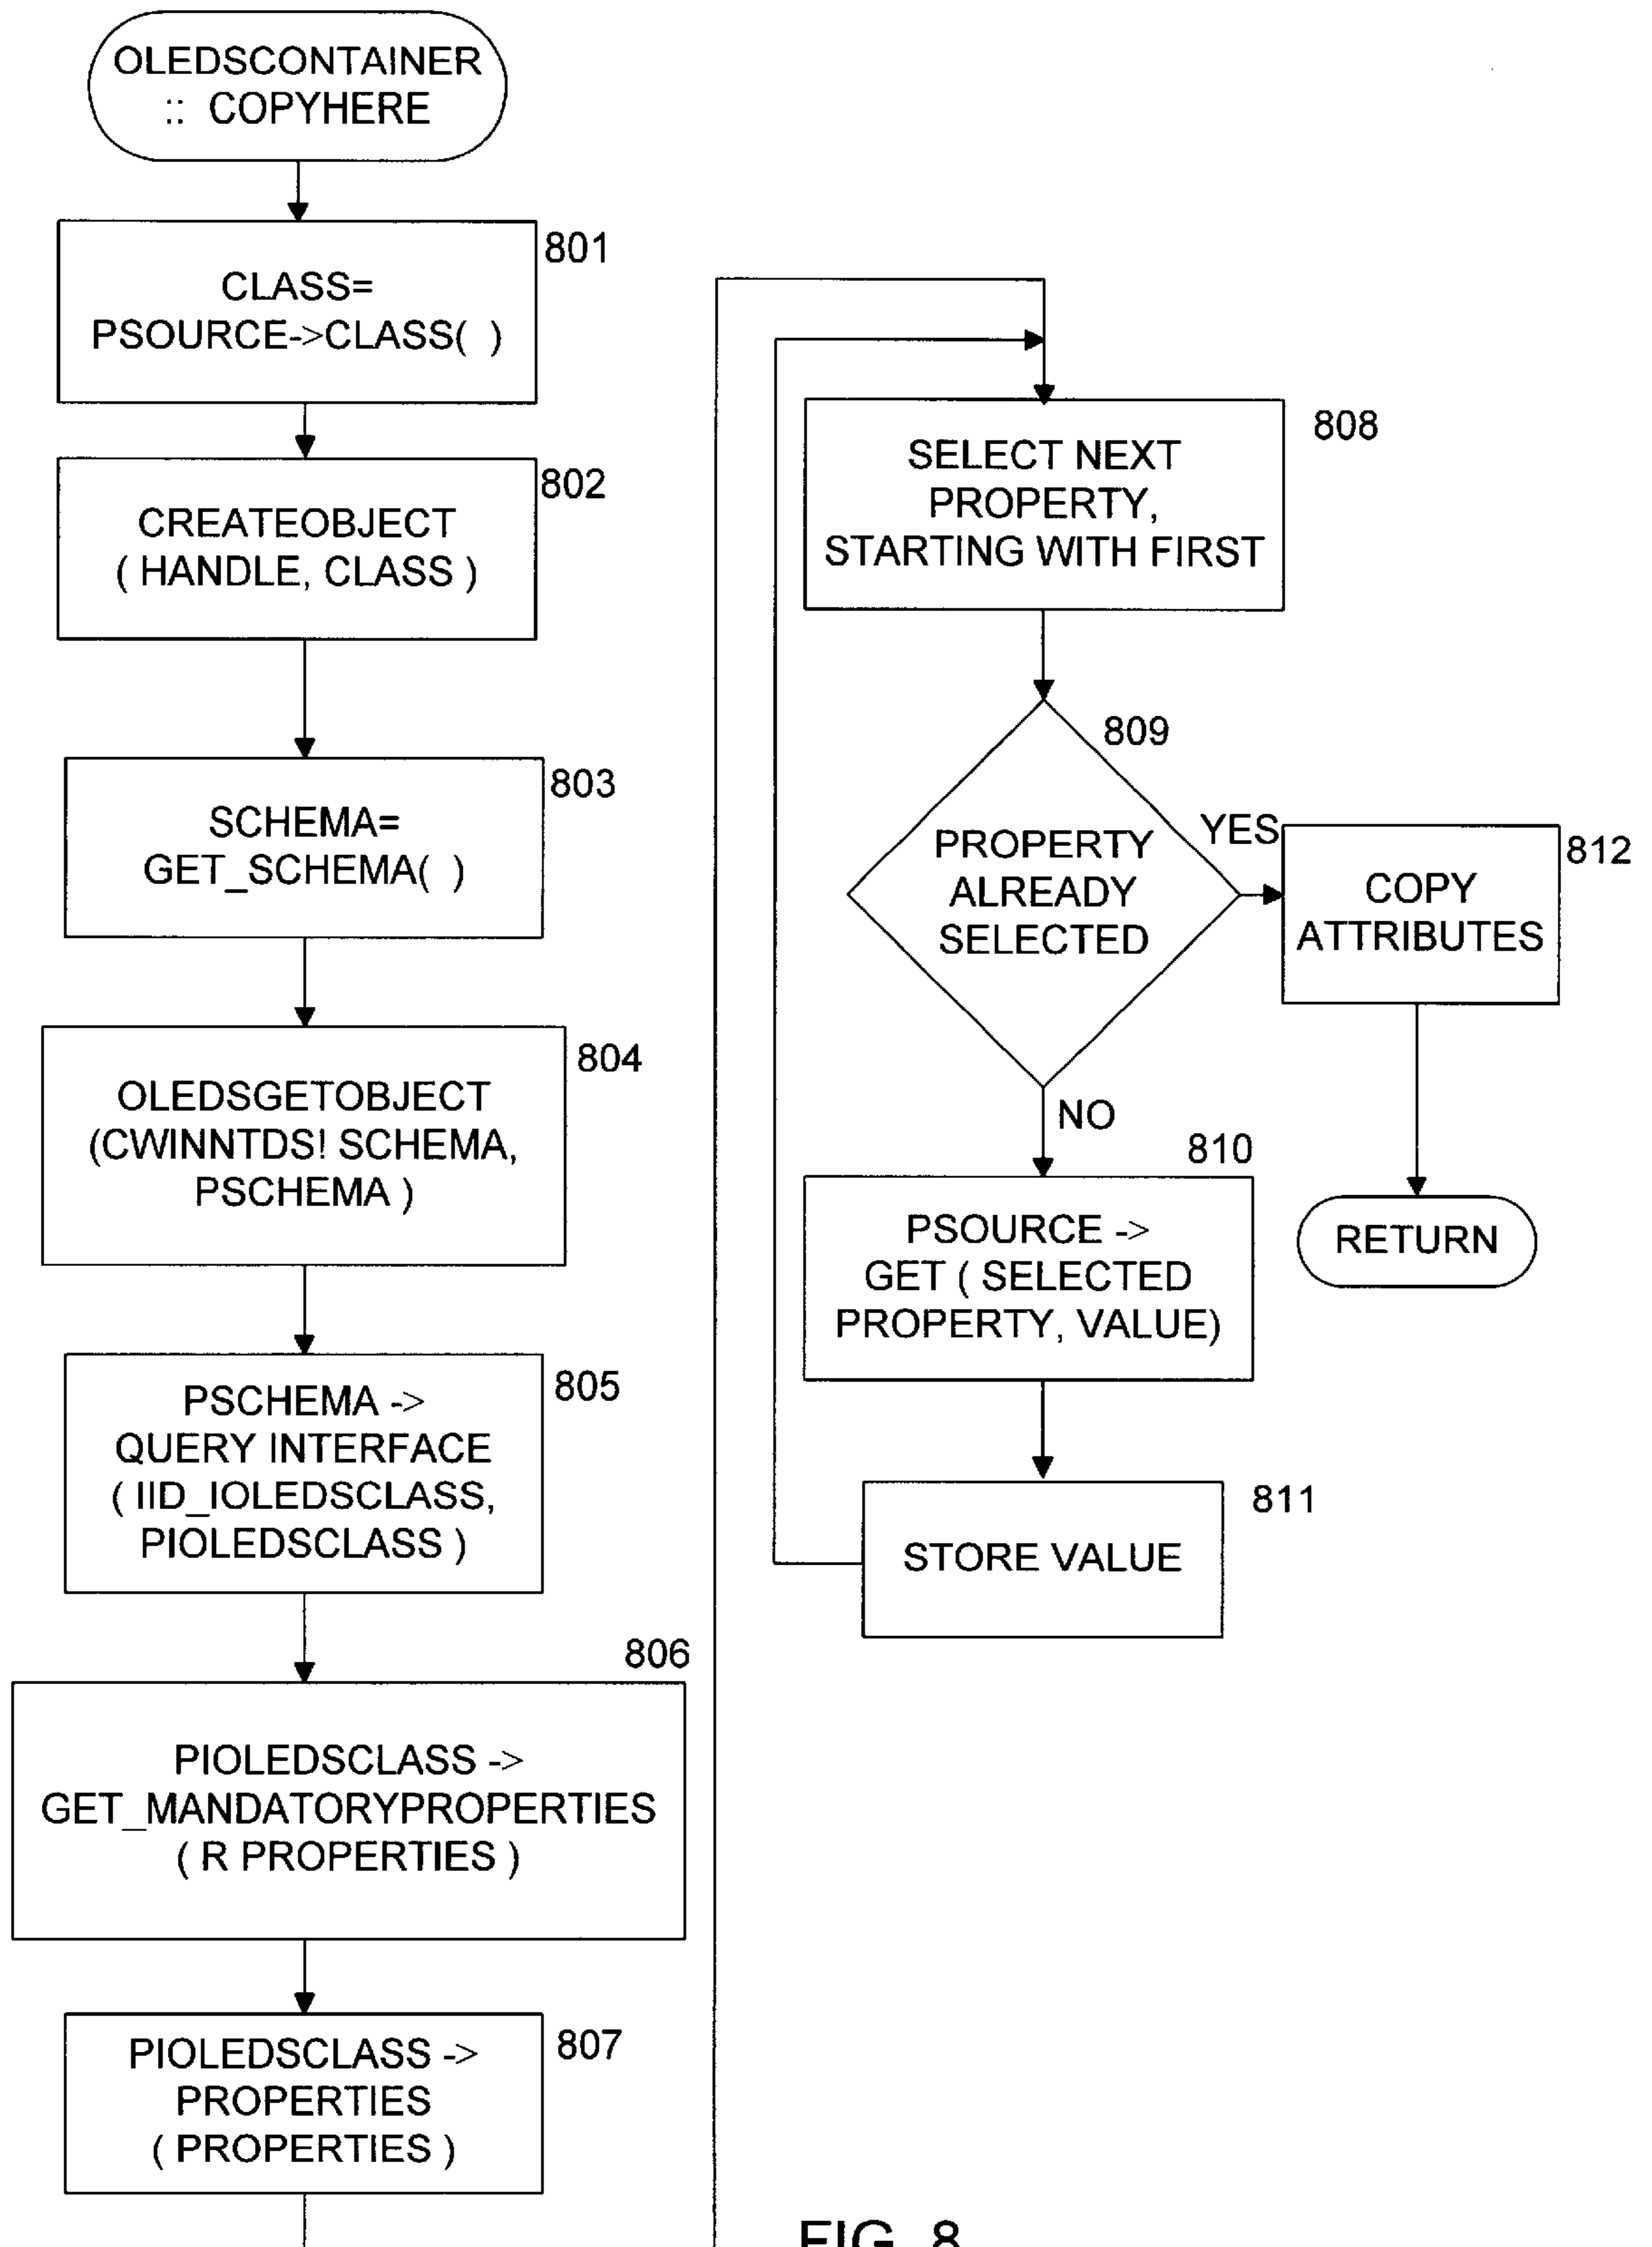 OLEDSCONTAINER
:: COPYHERE
801
CLASS=
PSOURCE->CLASS( )
802
CREATEOBJECT
( HANDLE, CLASS )
803
SCHEMA=
GET_SCHEMA( )
804
OLEDSGETOBJECT
(CWINNTDS! SCHEMA,
PSCHEMA )
805
PSCHEMA ->
QUERY INTERFACE
( IID_IOLEDSCLASS,
PIOLEDSCLASS )
806
PIOLEDSCLASS ->
GET_MANDATORYPROPERTIES
( R PROPERTIES )
807
PIOLEDSCLASS ->
PROPERTIES
( PROPERTIES )
808
SELECT NEXT
PROPERTY,
STARTING WITH FIRST
809
PROPERTY
ALREADY
SELECTED
YES
812
COPY
ATTRIBUTES
RETURN
NO
810
PSOURCE ->
GET ( SELECTED
PROPERTY, VALUE)
811
STORE VALUE
FIG. 8